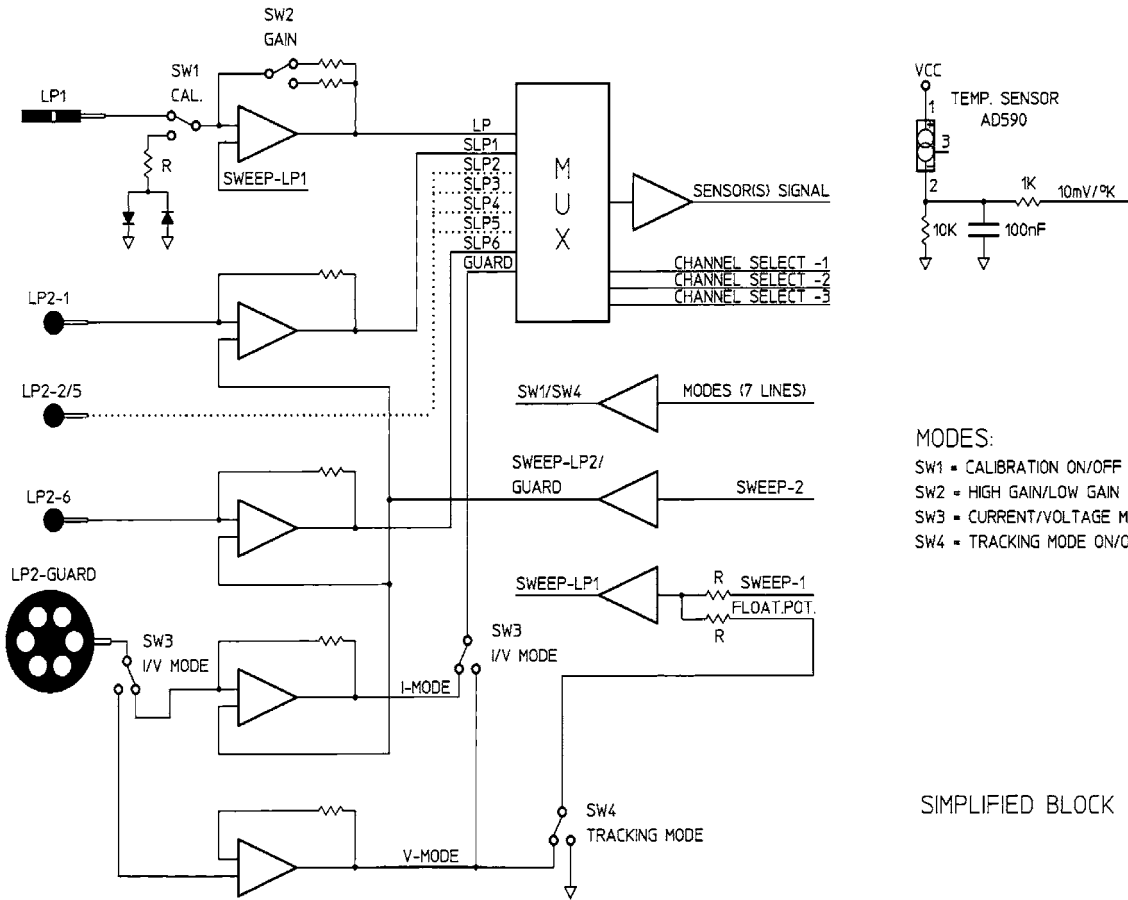 SW2
GAIN
SW1
CAL.
LP1
R
SWEEP-LP1
LP
SLP1
SLP2
SLP3
SLP4
SLP5
SLP6
GUARD
M
U
X
SENSOR(S) SIGNAL
CHANNEL SELECT -1
CHANNEL SELECT -2
CHANNEL SELECT -3
VCC
1
TEMP. SENSOR
AD590
3
2
1K
10mV/°K
10K
100nF
LP2-1
LP2-2/5
SW1/SW4
MODES (7 LINES)
LP2-6
SWEEP-LP2/
GUARD
SWEEP-2
MODES:
SW1 = CALIBRATION ON/OFF
SW2 = HIGH GAIN/LOW GAIN
SW3 = CURRENT/VOLTAGE M
SW4 = TRACKING MODE ON/O
LP2-GUARD
SWEEP-LP1
R
SWEEP-1
FLOAT.POT.
R
SW3
I/V MODE
SW3
I/V MODE
I-MODE
SW4
TRACKING MODE
V-MODE
SIMPLIFIED BLOCK